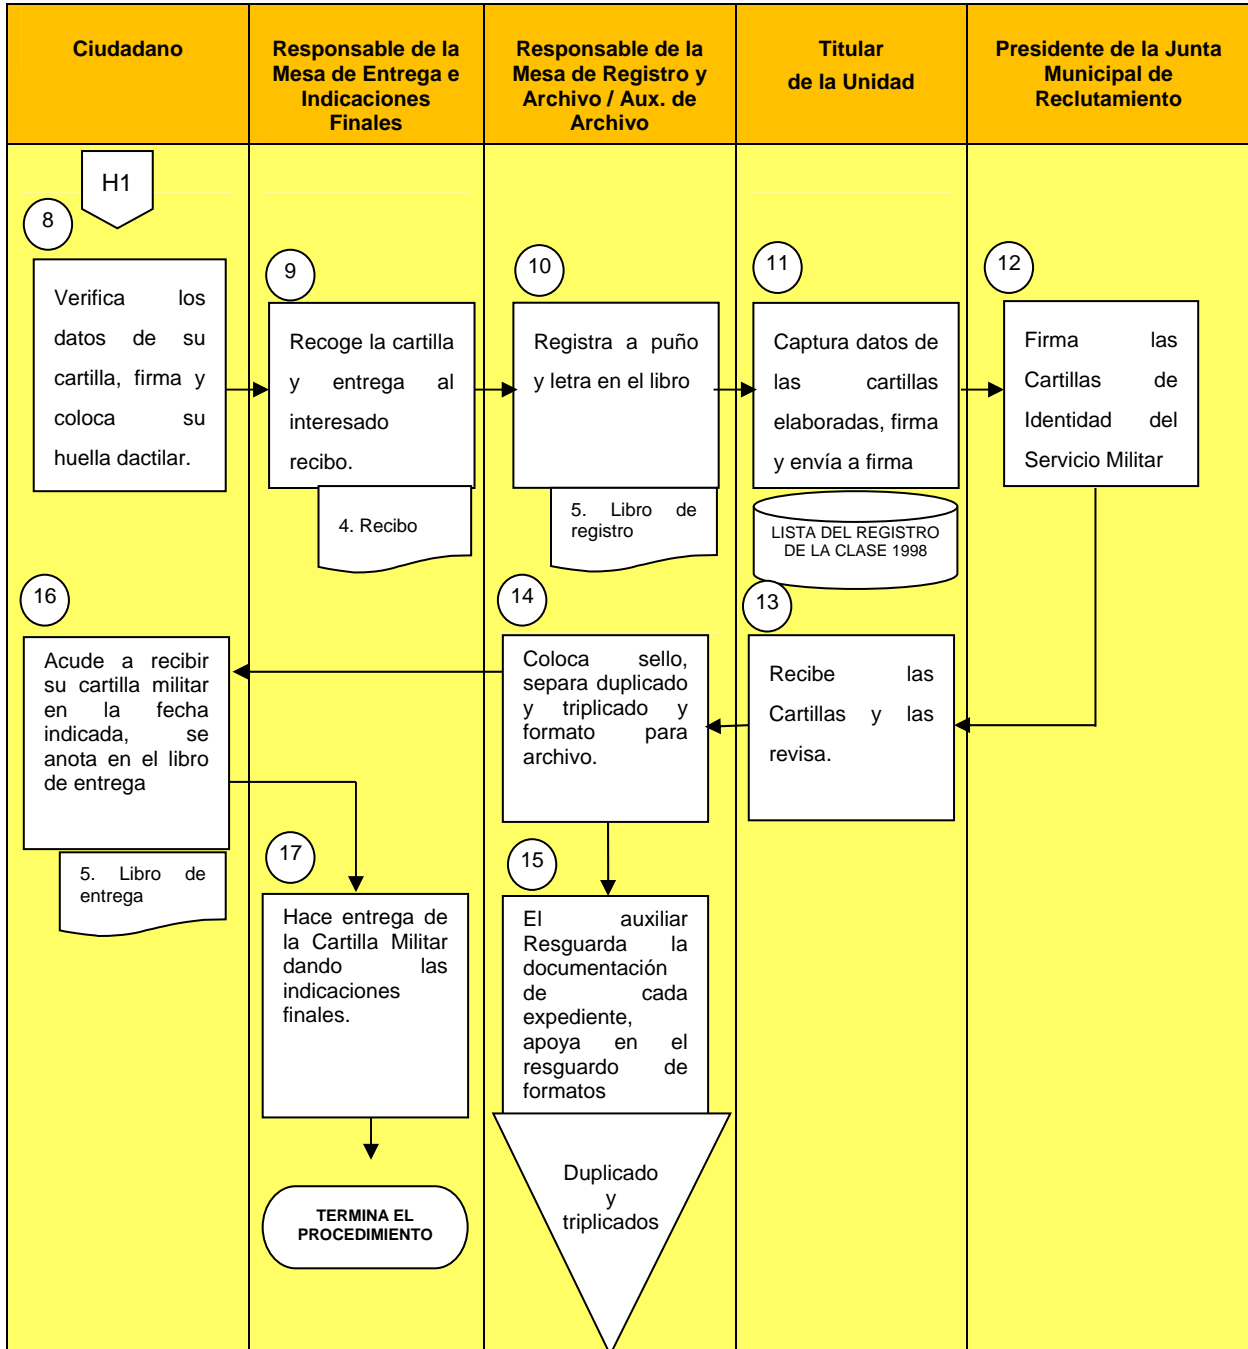 Ciudadano
Responsable de la
Mesa de Entrega e
Indicaciones
Finales
Responsable de la
Mesa de Registro y
Archivo / Aux. de
Archivo
Titular
de la Unidad
Presidente de la Junta
Municipal de
Reclutamiento
H1
8
Verifica los
datos de su
cartilla, firma y
coloca su
huella dactilar.
9
Recoge la cartilla
y entrega al
interesado
recibo.
4. Recibo
10
Registra a puño
y letra en el libro
5. Libro de
registro
11
Captura datos de
las cartillas
elaboradas, firma
y envía a firma
LISTA DEL REGISTRO
DE LA CLASE 1998
12
Firma las
Cartillas de
Identidad del
Servicio Militar
13
Recibe las
Cartillas y las
revisa.
14
Coloca sello,
separa duplicado
y triplicado y
formato para
archivo.
15
El auxiliar
Resguarda la
documentación
de cada
expediente,
apoya en el
resguardo de
formatos
Duplicado
y
triplicados
16
Acude a recibir
su cartilla militar
en la fecha
indicada, se
anota en el libro
de entrega
5. Libro de
entrega
17
Hace entrega de
la Cartilla Militar
dando las
indicaciones
finales.
TERMINA EL
PROCEDIMIENTO